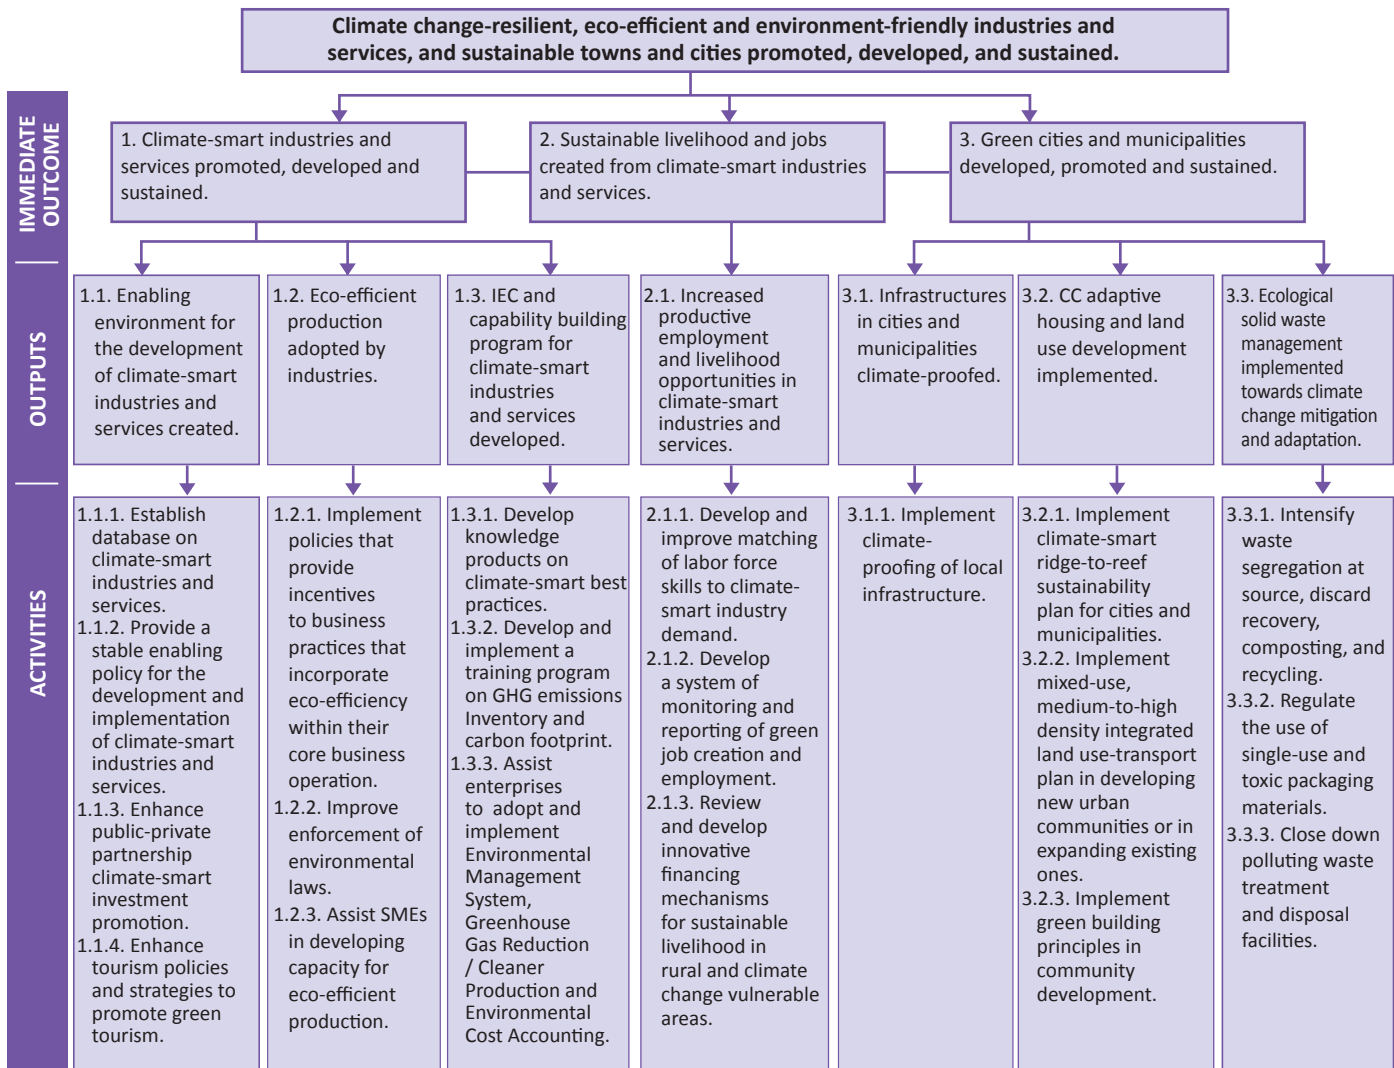 Climate change-resilient, eco-efficient and environment-friendly industries and
services, and sustainable towns and cities promoted, developed, and sustained.
IMMEDIATE
OUTCOME
1. Climate-smart industries and
services promoted, developed and
sustained.
2. Sustainable livelihood and jobs
created from climate-smart industries
and services.
3. Green cities and municipalities
developed, promoted and sustained.
OUTPUTS
1.1. Enabling
environment for
the development
of climate-smart
industries and
services created.
1.2. Eco-efficient
production
adopted by
industries.
1.3. IEC and
capability building
program for
climate-smart
industries
and services
developed.
2.1. Increased
productive
employment
and livelihood
opportunities in
climate-smart
industries and
services.
3.1. Infrastructures
in cities and
municipalities
climate-proofed.
3.2. CC adaptive
housing and land
use development
implemented.
3.3. Ecological
solid waste
management
implemented
towards climate
change mitigation
and adaptation.
ACTIVITIES
1.1.1. Establish
database on
climate-smart
industries and
services.
1.1.2. Provide a
stable enabling
policy for the
development and
implementation
of climate-smart
industries and
services.
1.1.3. Enhance
public-private
partnership
climate-smart
investment
promotion.
1.1.4. Enhance
tourism policies
and strategies to
promote green
tourism.
1.2.1. Implement
policies that
provide
incentives
to business
practices that
incorporate
eco-efficiency
within their
core business
operation.
1.2.2. Improve
enforcement of
environmental
laws.
1.2.3. Assist SMEs
in developing
capacity for
eco-efficient
production.
1.3.1. Develop
knowledge
products on
climate-smart best
practices.
1.3.2. Develop and
implement a
training program
on GHG emissions
Inventory and
carbon footprint.
1.3.3. Assist
enterprises
to adopt and
implement
Environmental
Management
System,
Greenhouse
Gas Reduction
/ Cleaner
Production and
Environmental
Cost Accounting.
2.1.1. Develop and
improve matching
of labor force
skills to climate-
smart industry
demand.
2.1.2. Develop
a system of
monitoring and
reporting of green
job creation and
employment.
2.1.3. Review
and develop
innovative
financing
mechanisms
for sustainable
livelihood in
rural and climate
change vulnerable
areas.
3.1.1. Implement
climate-
proofing of local
infrastructure.
3.2.1. Implement
climate-smart
ridge-to-reef
sustainability
plan for cities and
municipalities.
3.2.2. Implement
mixed-use,
medium-to-high
density integrated
land use-transport
plan in developing
new urban
communities or in
expanding existing
ones.
3.2.3. Implement
green building
principles in
community
development.
3.3.1. Intensify
waste
segregation at
source, discard
recovery,
composting, and
recycling.
3.3.2. Regulate
the use of
single-use and
toxic packaging
materials.
3.3.3. Close down
polluting waste
treatment
and disposal
facilities.